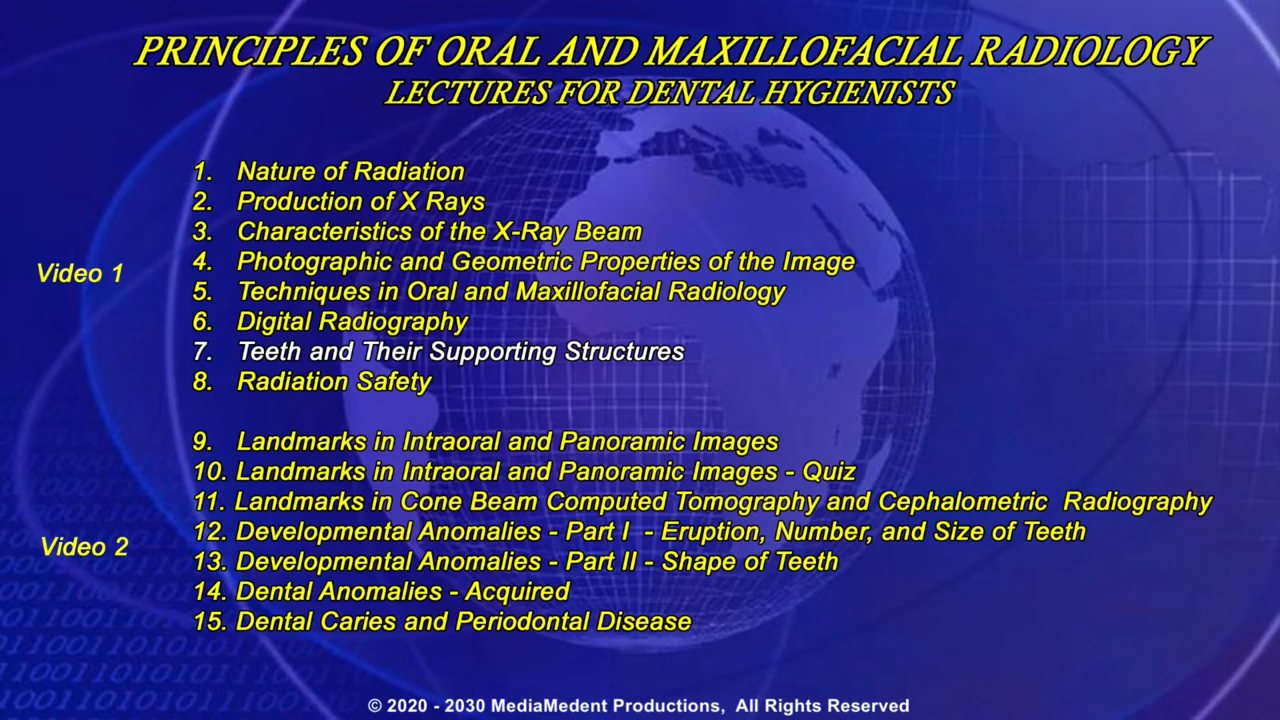 PRINCIPLES OF ORAL AND MAXILLOFACIAL RADIOLOGY
LECTURES FOR DENTAL HYGIENISTS
Video 1
1. Nature of Radiation
2. Production of X Rays
3. Characteristics of the X-Ray Beam
4. Photographic and Geometric Properties of the Image
5. Techniques in Oral and Maxillofacial Radiology
6. Digital Radiography
7. Teeth and Their Supporting Structures
8. Radiation Safety
Video 2
9. Landmarks in Intraoral and Panoramic Images
10. Landmarks in Intraoral and Panoramic Images - Quiz
11. Landmarks in Cone Beam Computed Tomography and Cephalometric Radiography
12. Developmental Anomalies - Part I - Eruption, Number, and Size of Teeth
13. Developmental Anomalies - Part II - Shape of Teeth
14. Dental Anomalies - Acquired
15. Dental Caries and Periodontal Disease
© 2020 - 2030 MediaMedent Productions, All Rights Reserved